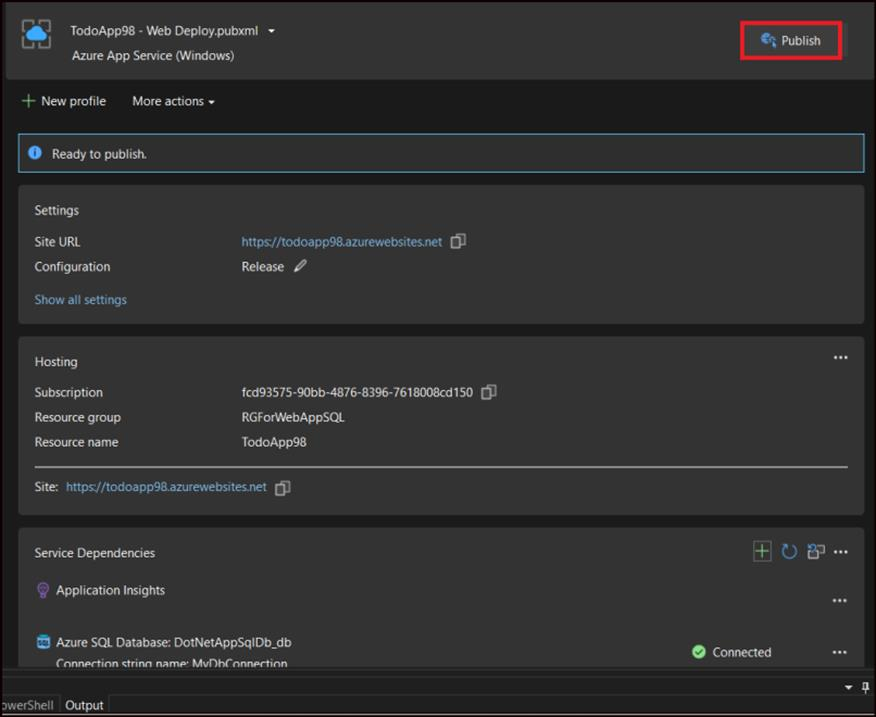 TodoApp98 - Web Deploy.pubxml
Azure App Service (Windows)
Publish
New profile More actions
Ready to publish.
Settings
Site URL https://todoapp98.azurewebsites.net
Configuration Release
Show all settings
Hosting
Subscription fcd93575-90bb-4876-8396-7618008cd150
Resource group RGForWebAppSQL
Resource name TodoApp98
Site: https://todoapp98.azurewebsites.net
Service Dependencies
Application Insights
Azure SQL Database: DotNetAppSqlDb_db
Connection string name: MyDbConnection
Connected
owerShell Output